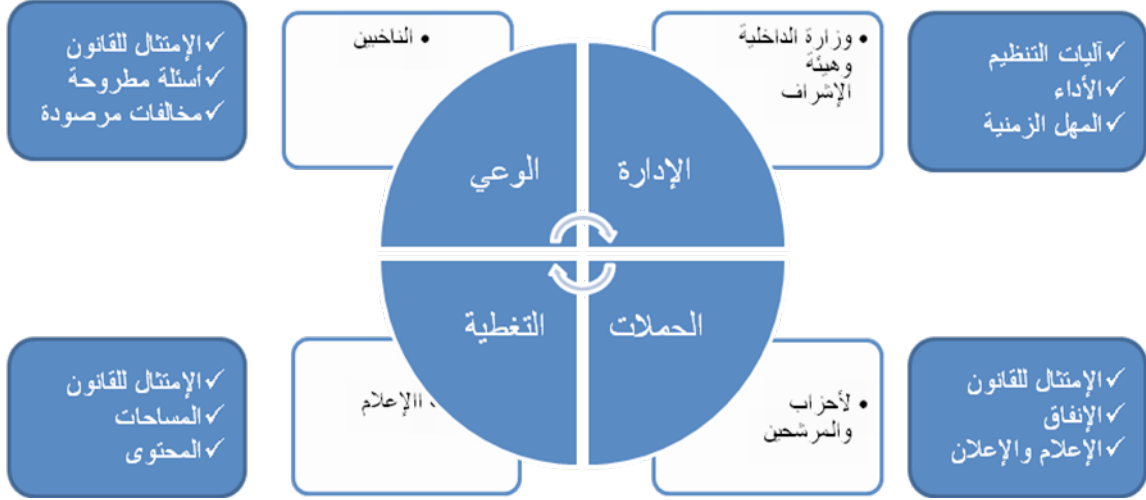 ✓آليات التنظيم
✓الأداء
✓المهل الزمنية
• وزارة الداخلية
وهيئة
الإشراف
• الناخبين
✓الإمتثال للقانون
✓أسئلة مطروحة
✓مخالفات مرصودة
الإدارة
الوعي
الحملات
التغطية
✓الإمتثال للقانون
✓الإنفاق
✓الإعلام والإعلان
• لأحزاب
والمرشحين
االإعلام
✓الإمتثال للقانون
✓المساحات
✓المحتوى